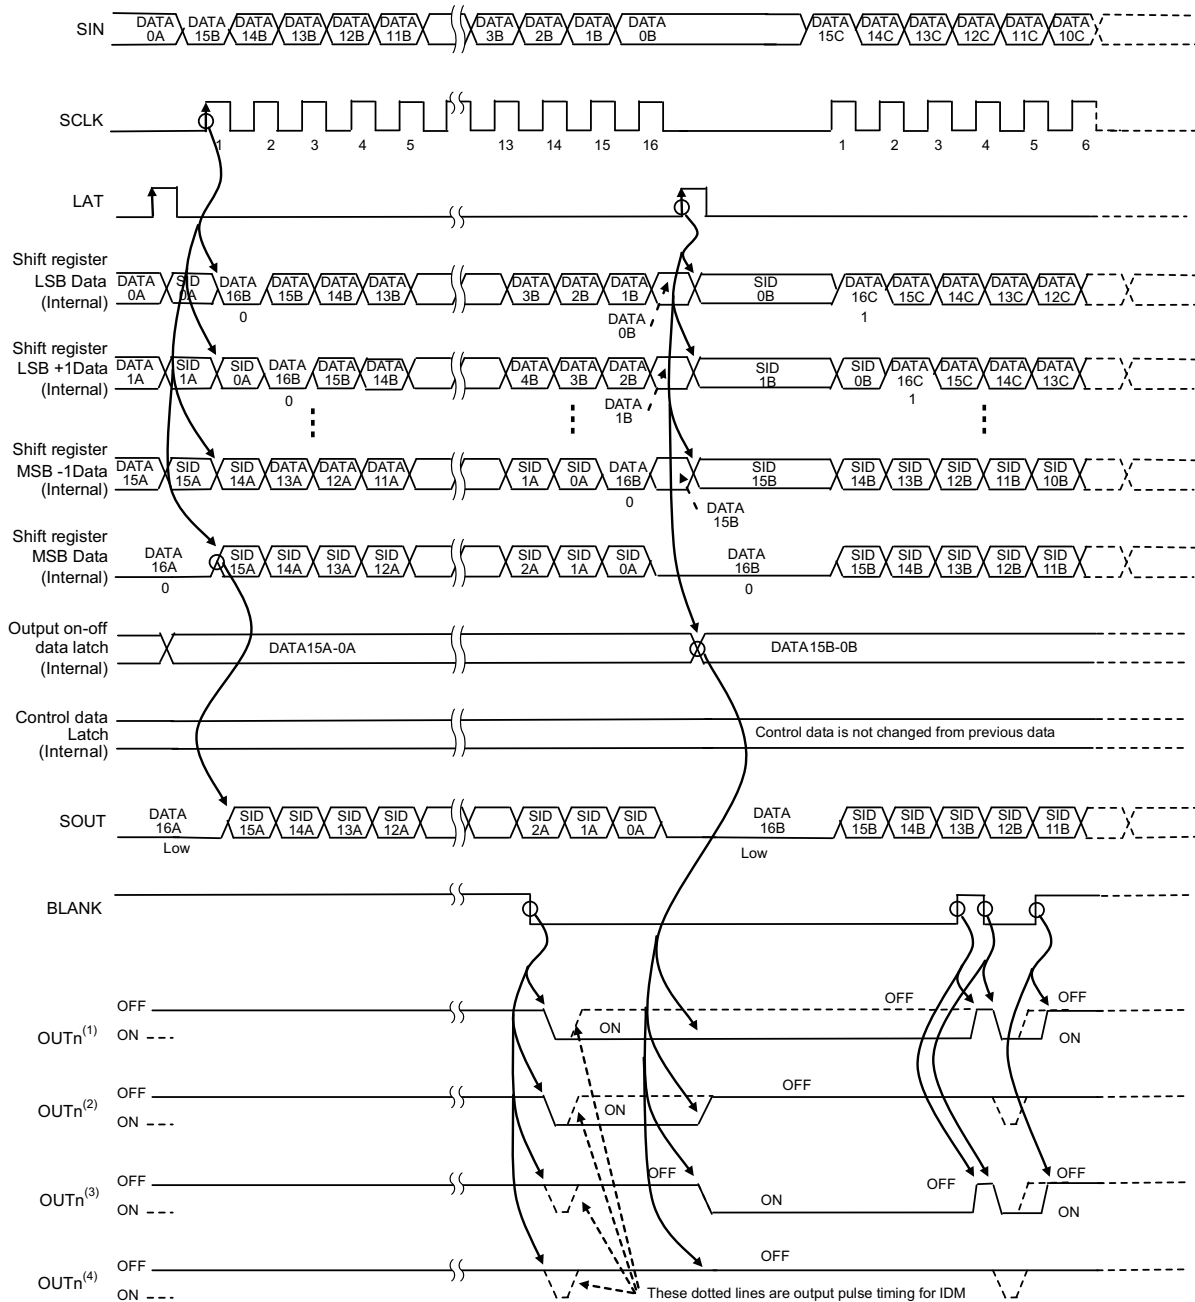 SIN
DATA 0A DATA 15B DATA 14B DATA 13B DATA 12B DATA 11B DATA 3B DATA 2B DATA 1B DATA 0B DATA 15C DATA 14C DATA 13C DATA 12C DATA 11C DATA 10C
SCLK
1 2 3 4 5 13 14 15 16 1 2 3 4 5 6
LAT
Shift register
LSB Data
(Internal)
DATA 0A SID 0A DATA 16B DATA 15B DATA 14B DATA 13B DATA 3B DATA 2B DATA 1B SID 0B DATA 16C DATA 15C DATA 14C DATA 13C DATA 12C
0 DATA 0B 1
Shift register
LSB +1Data
(Internal)
DATA 1A SID 1A SID 0A DATA 16B DATA 15B DATA 14B DATA 4B DATA 3B DATA 2B SID 1B SID 0B DATA 16C DATA 15C DATA 14C DATA 13C
0 DATA 1B 1
Shift register
MSB -1Data
(Internal)
DATA 15A SID 15A SID 14A DATA 13A DATA 12A DATA 11A SID 1A SID 0A DATA 16B SID 15B SID 14B SID 13B SID 12B SID 11B SID 10B
0 DATA 15B
Shift register
MSB Data
(Internal)
DATA 16A SID 15A SID 14A SID 13A SID 12A SID 2A SID 1A SID 0A DATA 16B SID 15B SID 14B SID 13B SID 12B SID 11B
0 0
Output on-off
data latch
(Internal)
DATA15A-0A DATA15B-0B
Control data
Latch
(Internal)
Control data is not changed from previous data
SOUT
DATA 16A SID 15A SID 14A SID 13A SID 12A SID 2A SID 1A SID 0A DATA 16B SID 15B SID 14B SID 13B SID 12B SID 11B
Low Low
BLANK
OUTn(1)
OFF OFF OFF
ON ON ON
OUTn(2)
OFF OFF
ON ON
OUTn(3)
OFF OFF OFF OFF
ON ON ON
OUTn(4)
OFF OFF
ON
These dotted lines are output pulse timing for IDM